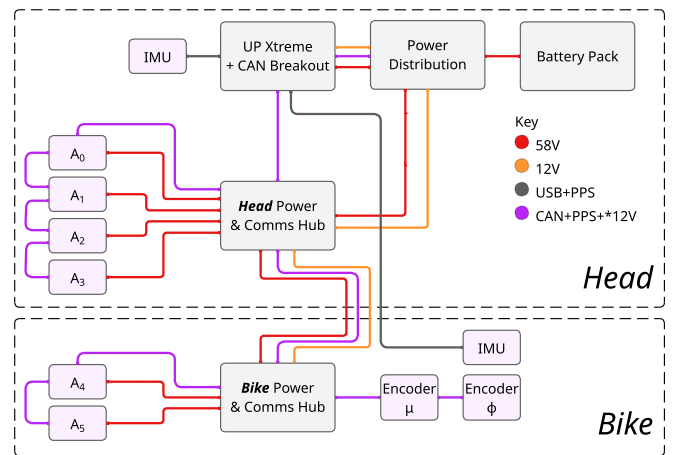 IMU
UP Xtreme
+ CAN Breakout
Power
Distribution
Battery Pack
Key
58V
12V
USB+PPS
CAN+PPS+*12V
A₀
A₁
A₂
A₃
Head Power
& Comms Hub
Head
IMU
A₄
A₅
Bike Power
& Comms Hub
Encoder
μ
Encoder
ϕ
Bike